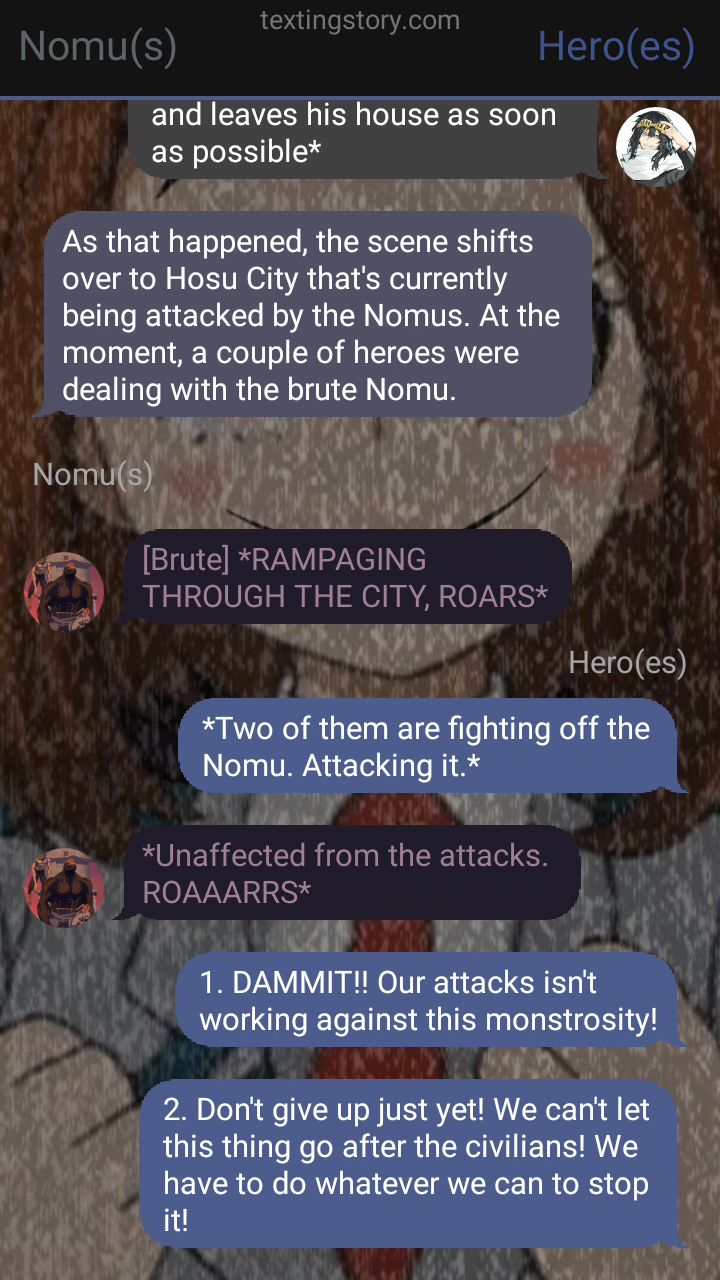 textingstory.com
Nomu(s)
Hero(es)
and leaves his house as soon
as possible*
As that happened, the scene shifts
over to Hosu City that's currently
being attacked by the Nomus. At the
moment, a couple of heroes were
dealing with the brute Nomu.
Nomu(s)
[Brute] *RAMPAGING
THROUGH THE CITY, ROARS*
Hero(es)
*Two of them are fighting off the
Nomu. Attacking it.*
*Unaffected from the attacks.
ROAAARRS*
1. DAMMIT!! Our attacks isn't
working against this monstrosity!
2. Don't give up just yet! We can't let
this thing go after the civilians! We
have to do whatever we can to stop
it!